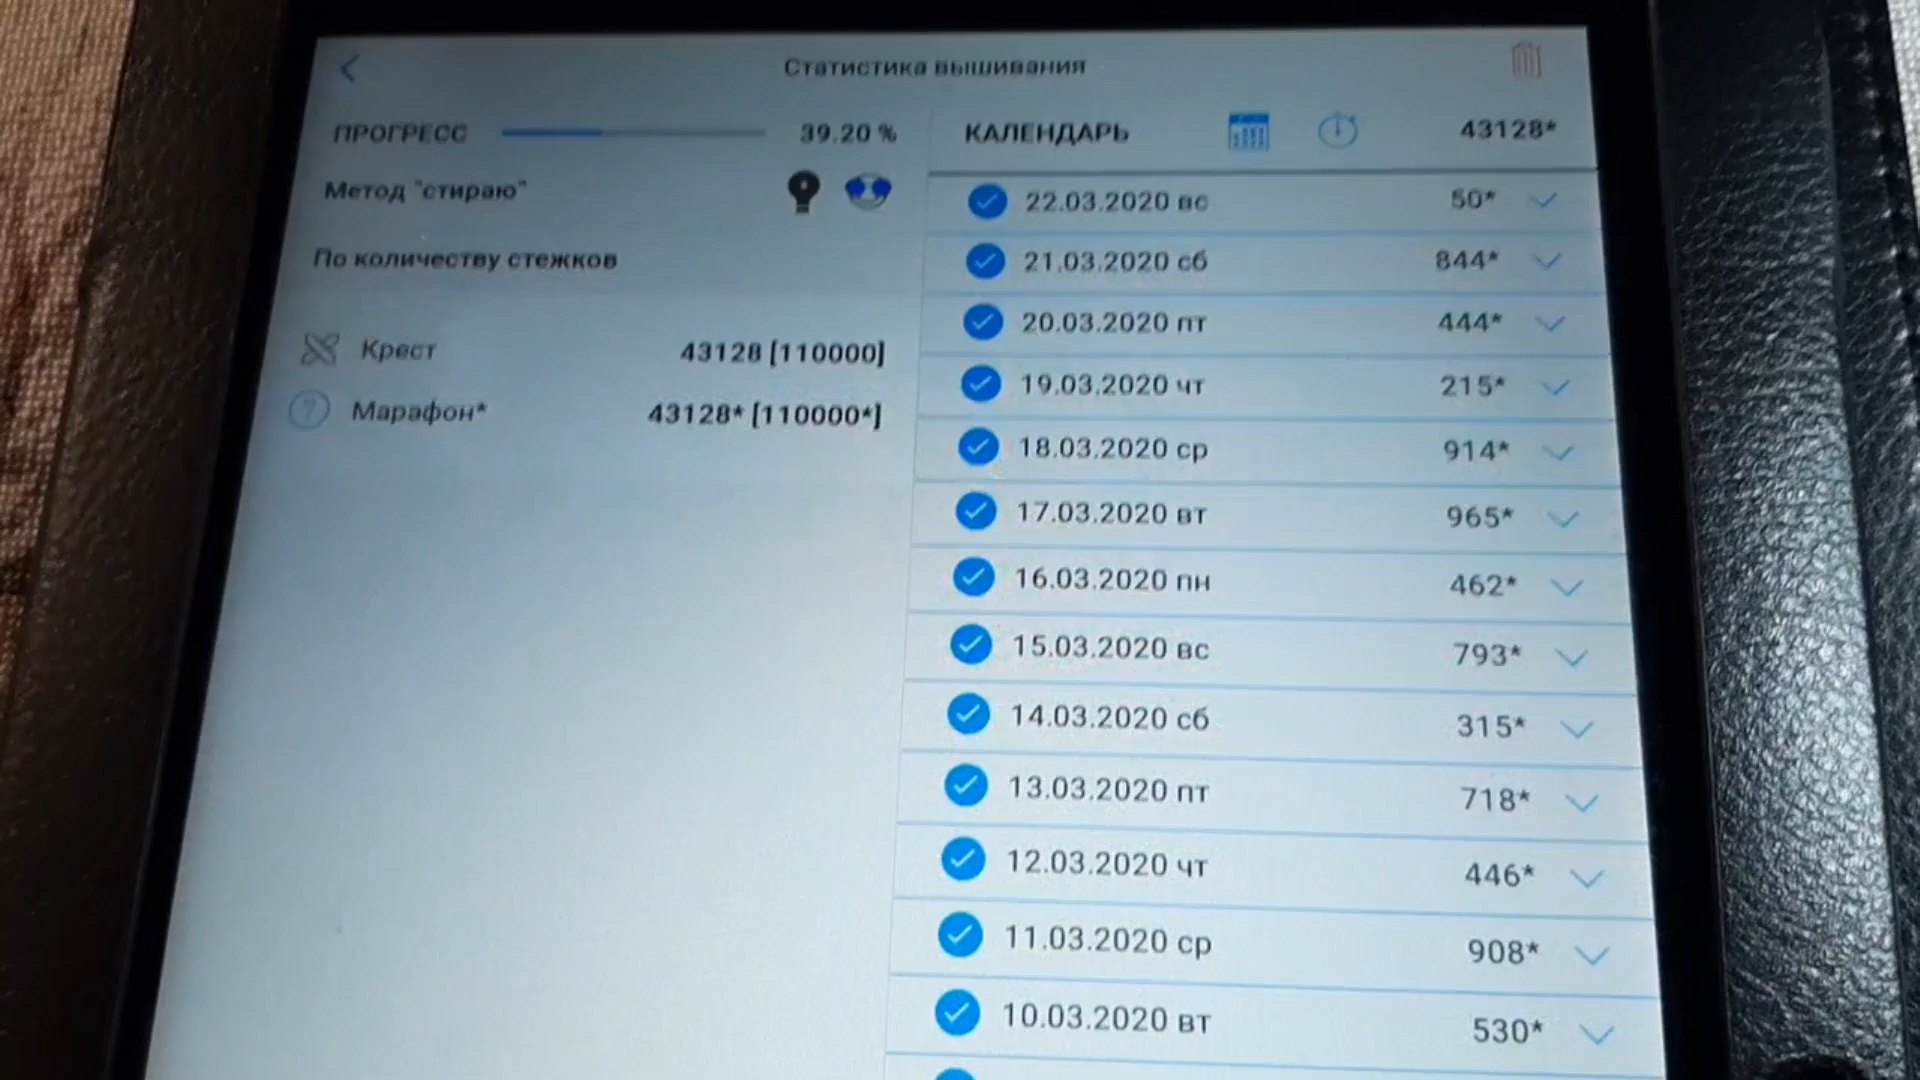 Статистика вышивания
ПРОГРЕСС 39.20 %
Метод "стираю"
По количеству стежков
Крест 43128 [110000]
? Марафон* 43128* [110000*]
КАЛЕНДАРЬ 43128*
22.03.2020 вс 50*
21.03.2020 сб 844*
20.03.2020 пт 444*
19.03.2020 чт 215*
18.03.2020 ср 914*
17.03.2020 вт 965*
16.03.2020 пн 462*
15.03.2020 вс 793*
14.03.2020 сб 315*
13.03.2020 пт 718*
12.03.2020 чт 446*
11.03.2020 ср 908*
10.03.2020 вт 530*